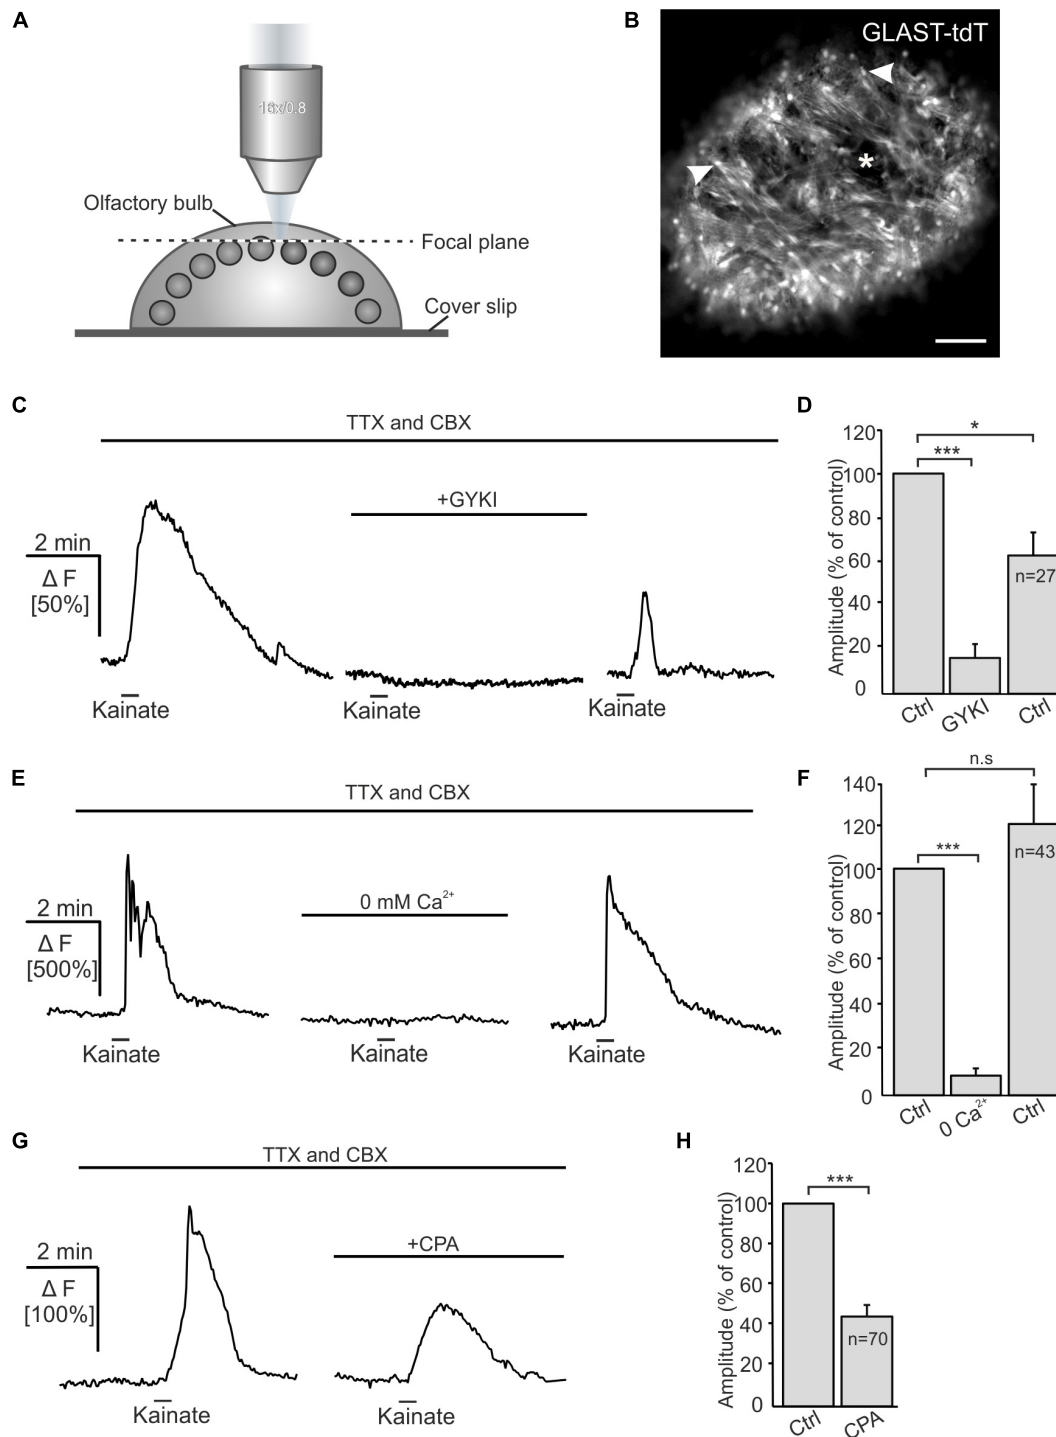 A
16x/0.8
Olfactory bulb
Focal plane
Cover slip
B
GLAST-tdT
*
C
TTX and CBX
+GYKI
2 min
Δ F
[50%]
Kainate
Kainate
Kainate
D
Amplitude (% of control)
120
100
80
60
40
20
0
*
***
n=27
Ctrl
GYKI
Ctrl
E
TTX and CBX
0 mM Ca²⁺
2 min
Δ F
[500%]
Kainate
Kainate
Kainate
F
Amplitude (% of control)
140
120
100
80
60
40
20
0
n.s
***
n=43
Ctrl
0 Ca²⁺
Ctrl
G
TTX and CBX
+CPA
2 min
Δ F
[100%]
Kainate
Kainate
H
Amplitude (% of control)
120
100
80
60
40
20
0
***
n=70
Ctrl
CPA